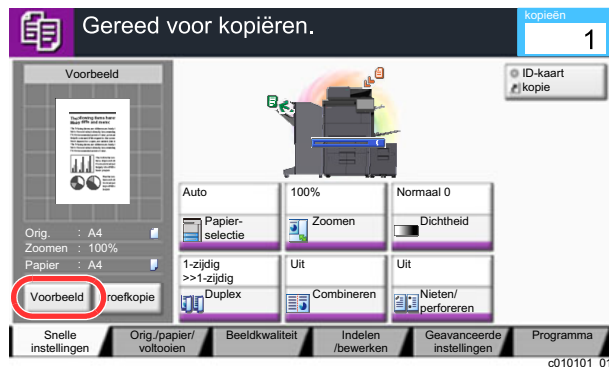 Gereed voor kopiëren.
kopieën
1
Voorbeeld
ID-kaart
kopie
Orig. : A4
Zoomen : 100%
Papier : A4
Voorbeeld
roefkopie
Auto
Papier-
selectie
100%
Zoomen
Normaal 0
Dichtheid
1-zijdig
>>1-zijdig
Duplex
Uit
Combineren
Uit
Nieten/
perforeren
Snelle
instellingen
Orig./papier/
voltooien
Beeldkwaliteit
Indelen
/bewerken
Geavanceerde
instellingen
Programma
c010101_01